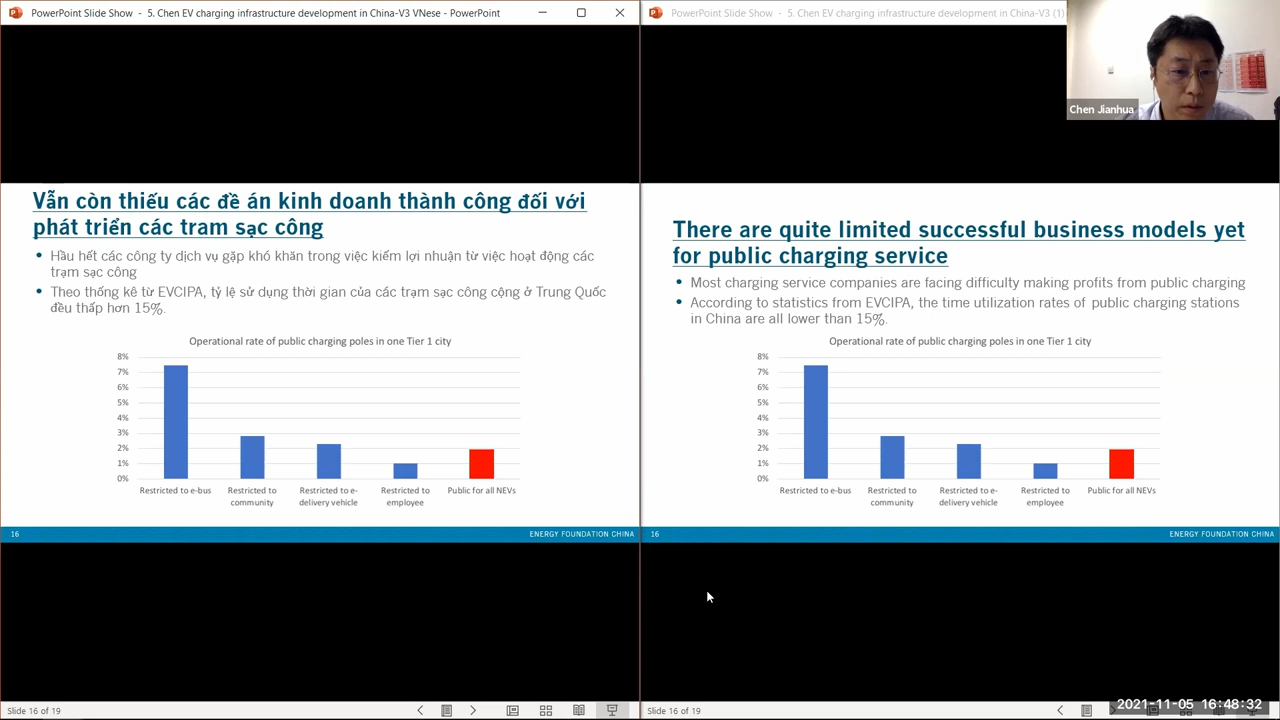 PowerPoint Slide Show - 5. Chen EV charging infrastructure development in China-V3 VNese - PowerPoint
Vẫn còn thiếu các đề án kinh doanh thành công đối với
phát triển các trạm sạc công
Hầu hết các công ty dịch vụ gặp khó khăn trong việc kiếm lợi nhuận từ việc hoạt động các
trạm sạc công
Theo thống kê từ EVCIPA, tỷ lệ sử dụng thời gian của các trạm sạc công cộng ở Trung Quốc
đều thấp hơn 15%.
Operational rate of public charging poles in one Tier 1 city
8%
7%
6%
5%
4%
3%
2%
1%
0%
Restricted to e-bus
Restricted to
community
Restricted to e-
delivery vehicle
Restricted to
employee
Public for all NEVs
16
ENERGY FOUNDATION CHINA
Slide 16 of 19
PowerPoint Slide Show - 5. Chen EV charging infrastructure development in China-V3 (1)
Chen Jianhua
There are quite limited successful business models yet
for public charging service
Most charging service companies are facing difficulty making profits from public charging
According to statistics from EVCIPA, the time utilization rates of public charging stations
in China are all lower than 15%.
Operational rate of public charging poles in one Tier 1 city
8%
7%
6%
5%
4%
3%
2%
1%
0%
Restricted to e-bus
Restricted to
community
Restricted to e-
delivery vehicle
Restricted to
employee
Public for all NEVs
16
ENERGY FOUNDATION CHINA
Slide 16 of 19
2021-11-05 16:48:32